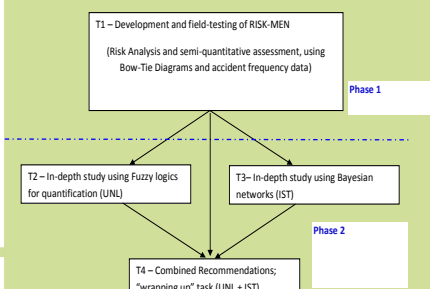 T1 – Development and field-testing of RISK-MEN
(Risk Analysis and semi-quantitative assessment, using
Bow-Tie Diagrams and accident frequency data)
Phase 1
T2 – In-depth study using Fuzzy logics
for quantification (UNL)
T3– In-depth study using Bayesian
networks (IST)
Phase 2
T4 – Combined Recommendations;
"wrapping up" task (UNL + IST)